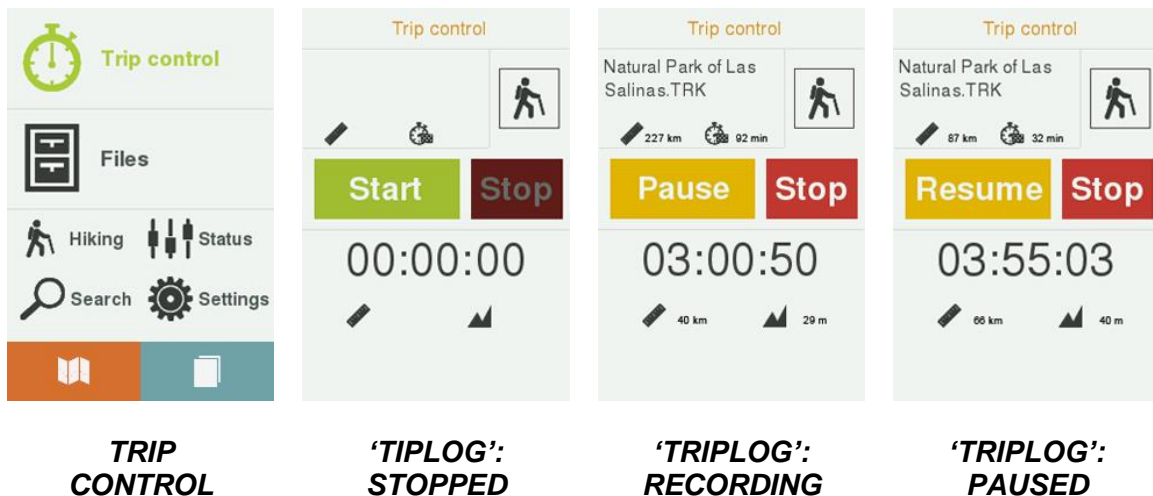 Trip control
Files
Hiking
Status
Search
Settings
TRIP
CONTROL
Trip control
Start
Stop
00:00:00
‘TIPLOG’:
STOPPED
Trip control
Natural Park of Las
Salinas.TRK
227 km
92 min
Pause
Stop
03:00:50
40 km
29 m
‘TRIPLOG’:
RECORDING
Trip control
Natural Park of Las
Salinas.TRK
87 km
32 min
Resume
Stop
03:55:03
66 km
40 m
‘TRIPLOG’:
PAUSED